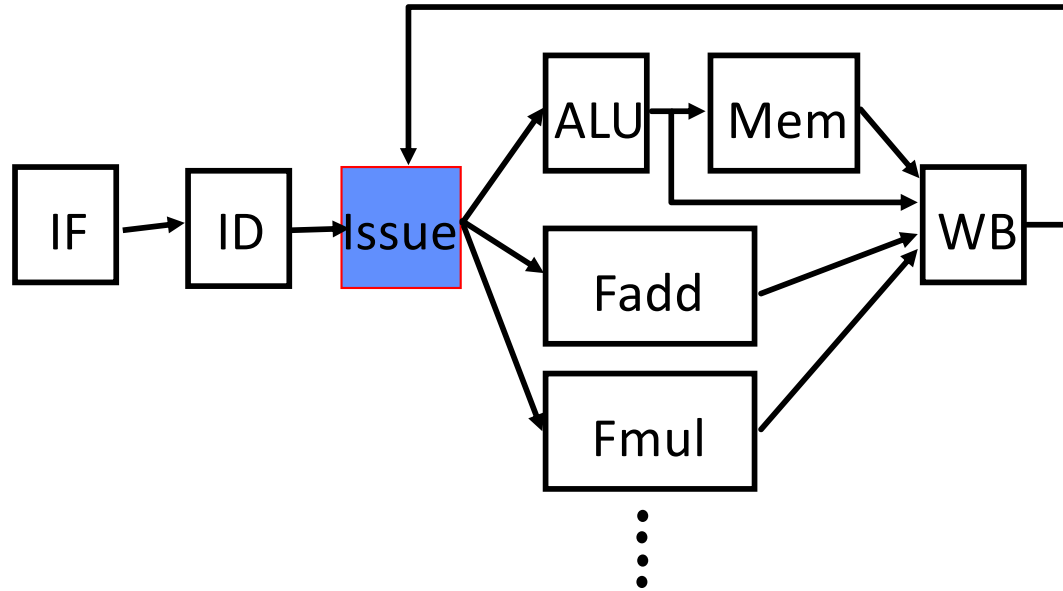 IF
ID
Issue
ALU
Mem
Fadd
Fmul
WB